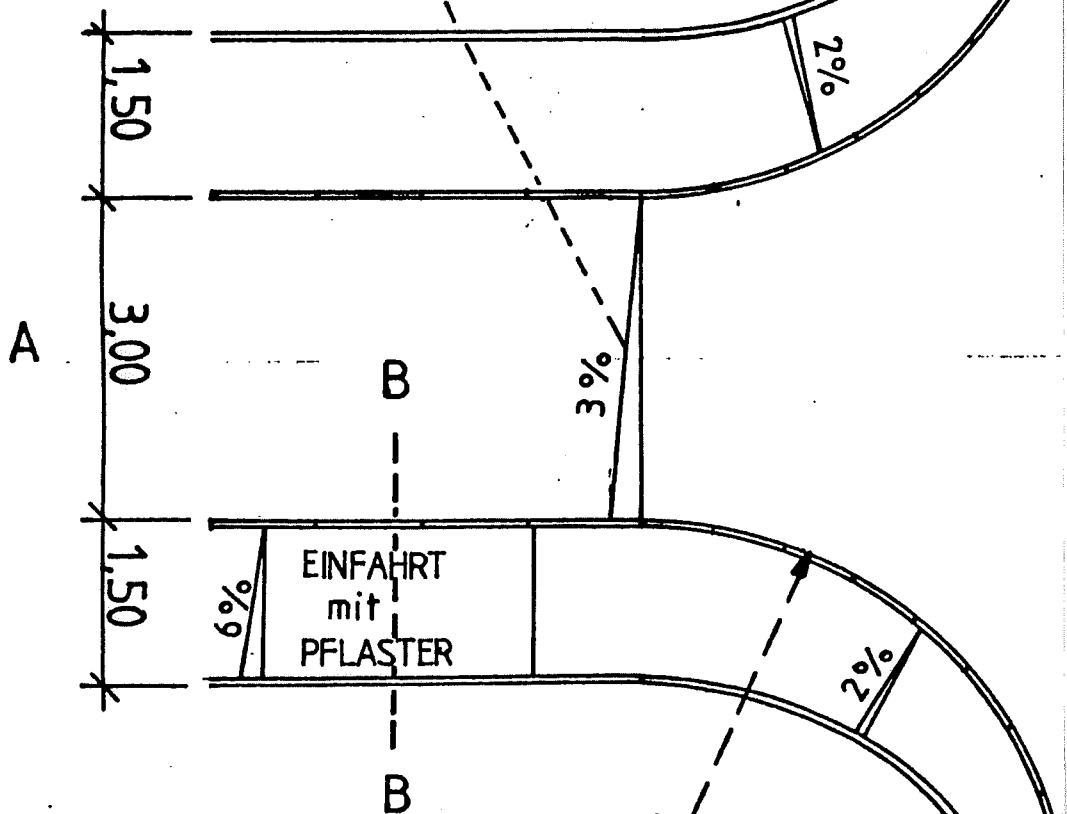 1,50
2%
3,00
A
3%
B
1,50
6%
EINFAHRT
mit
PFLASTER
2%
B